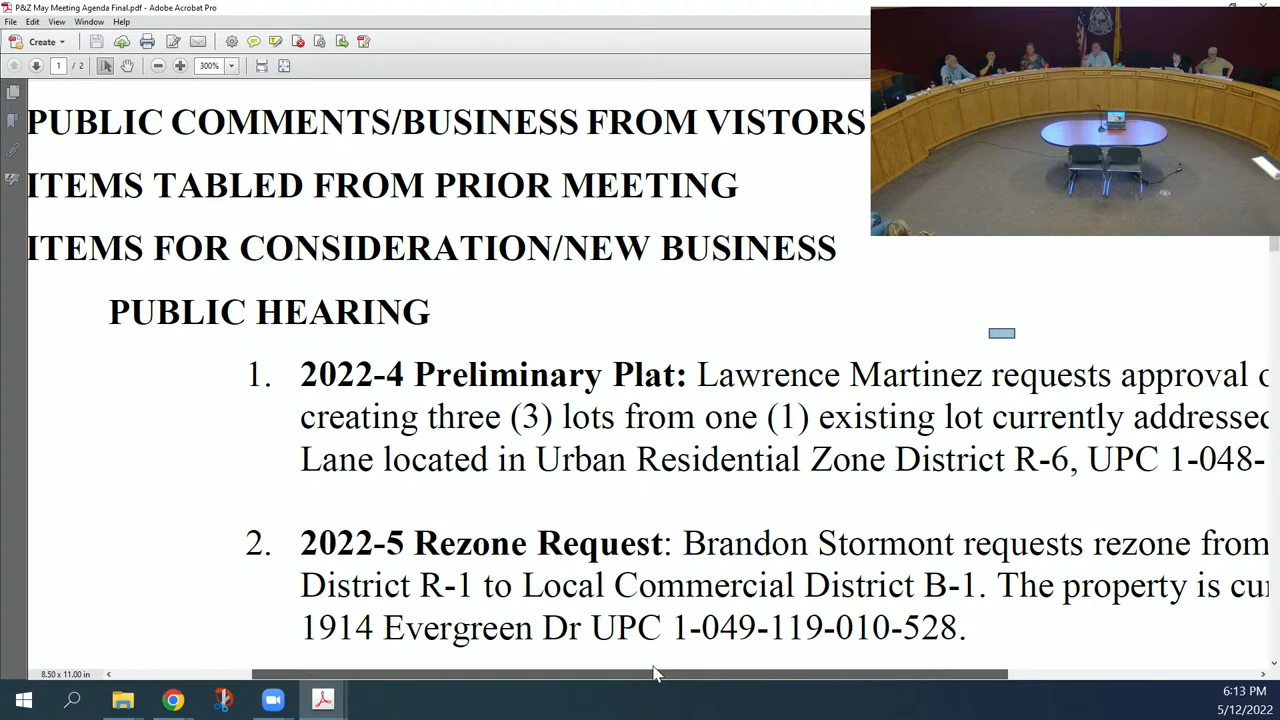 P&Z May Meeting Agenda Final.pdf - Adobe Acrobat Pro
File Edit View Window Help
Create
1 / 2 300%
PUBLIC COMMENTS/BUSINESS FROM VISTORS
ITEMS TABLED FROM PRIOR MEETING
ITEMS FOR CONSIDERATION/NEW BUSINESS
PUBLIC HEARING
1. 2022-4 Preliminary Plat: Lawrence Martinez requests approval
creating three (3) lots from one (1) existing lot currently addressed
Lane located in Urban Residential Zone District R-6, UPC 1-048-
2. 2022-5 Rezone Request: Brandon Stormont requests rezone from
District R-1 to Local Commercial District B-1. The property is
1914 Evergreen Dr UPC 1-049-119-010-528.
8.50 x 11.00 in
6:13 PM
5/12/2022